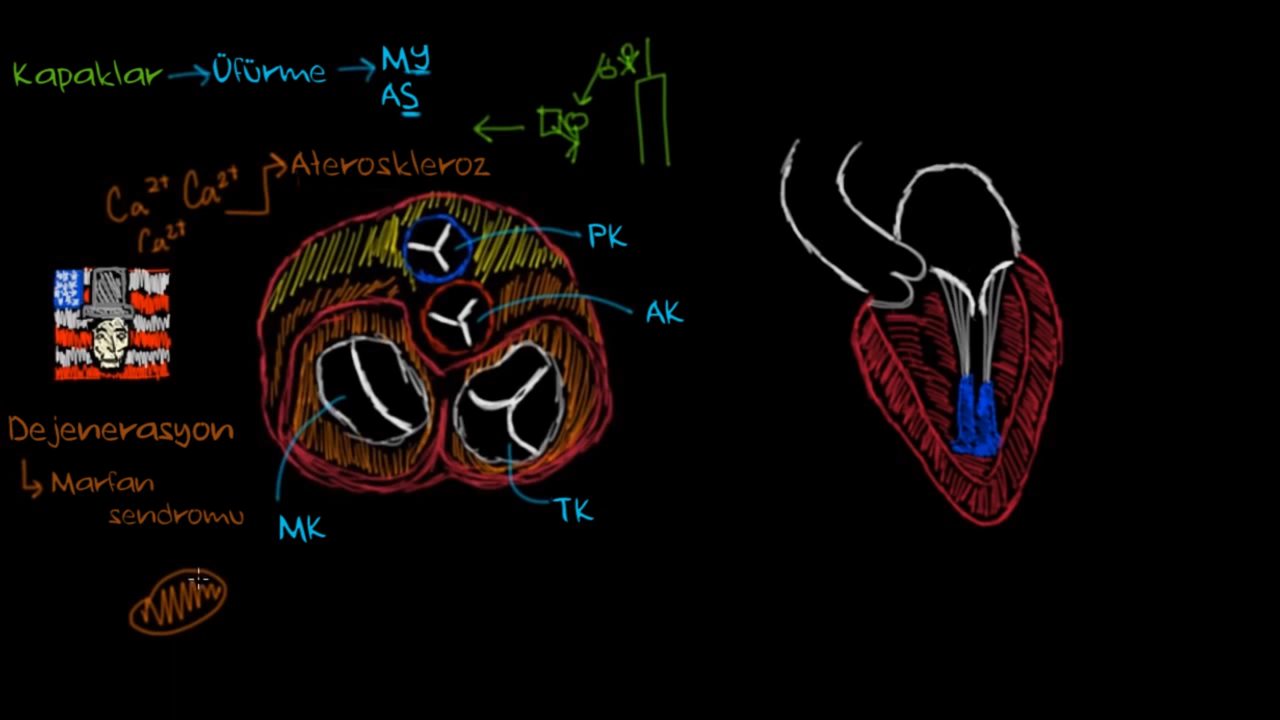 Kapaklar → Üfürme → MY
AS
Ca²⁺ Ca²⁺ → Ateroskleroz
Ca²⁺
PK
AK
Dejenerasyon
↳ Marfan
sendromu
MK
TK